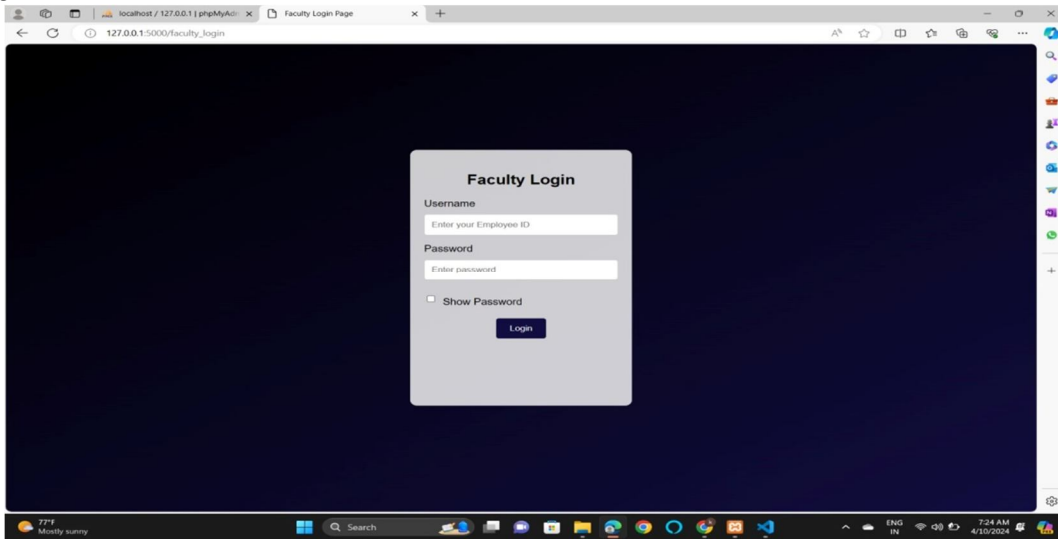 localhost / 127.0.0.1 | phpMyAdm
Faculty Login Page
127.0.0.1:5000/faculty_login
Faculty Login
Username
Enter your Employee ID
Password
Enter password
Show Password
Login
77°F
Mostly sunny
Search
ENG
IN
7:24 AM
4/10/2024